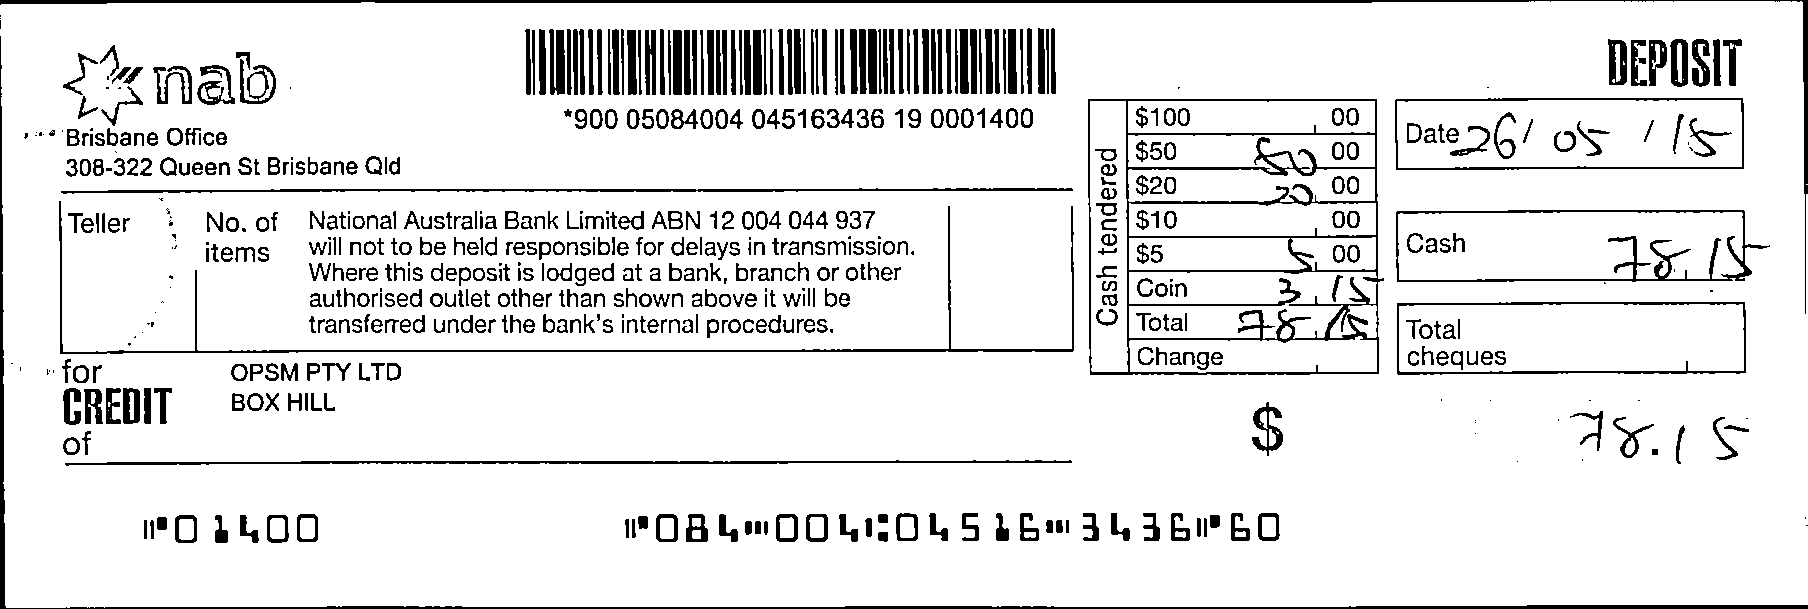 nab
Brisbane Office
308-322 Queen St Brisbane Qld
*900 05084004 045163436 19 0001400
DEPOSIT
Date 26/ 05 / 15
Teller
No. of items
National Australia Bank Limited ABN 12 004 044 937
will not to be held responsible for delays in transmission.
Where this deposit is lodged at a bank, branch or other
authorised outlet other than shown above it will be
transferred under the bank's internal procedures.
Cash tendered
$100 , 00
$50 50 , 00
$20 20 , 00
$10 , 00
$5 5 , 00
Coin 3 , 15
Total 78 , 15
Change ,
Cash 78, 15
Total
cheques ,
for
CREDIT
of
OPSM PTY LTD
BOX HILL
$ 78.15
⑈01400 ⑈084⑉004⑆04516⑉3436⑈60